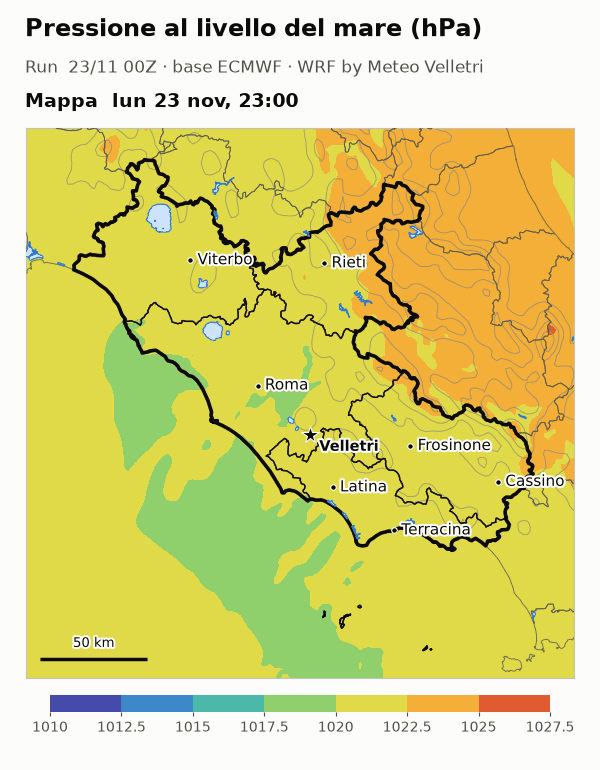 Pressione al livello del mare (hPa)
Run  23/11 00Z · base ECMWF · WRF by Meteo Velletri
Mappa  lun 23 nov, 23:00
Viterbo
Rieti
Roma
Velletri
Frosinone
Cassino
Latina
Terracina
50 km
1010 1012.5 1015 1017.5 1020 1022.5 1025 1027.5